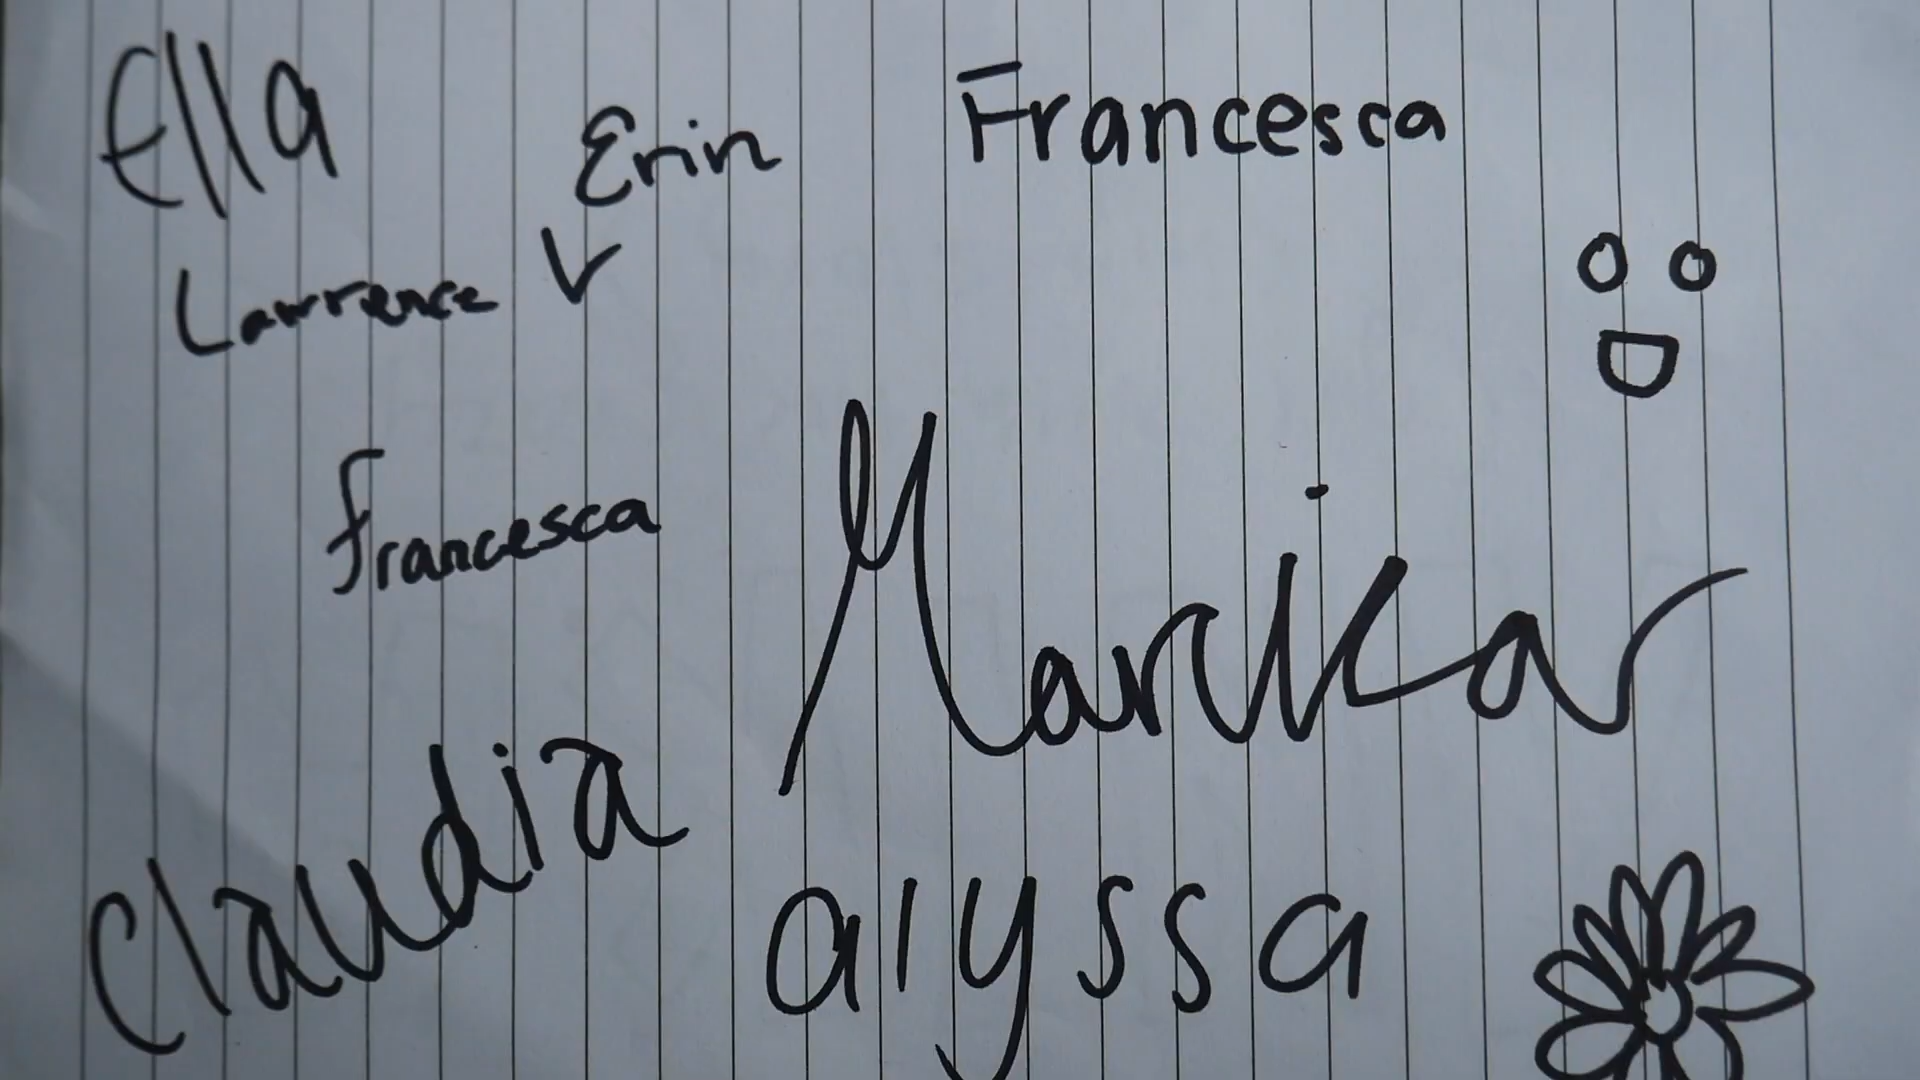 Ella
Erin
Francesca
Lawrence V
Francesca
Marika
Claudia
alyssa